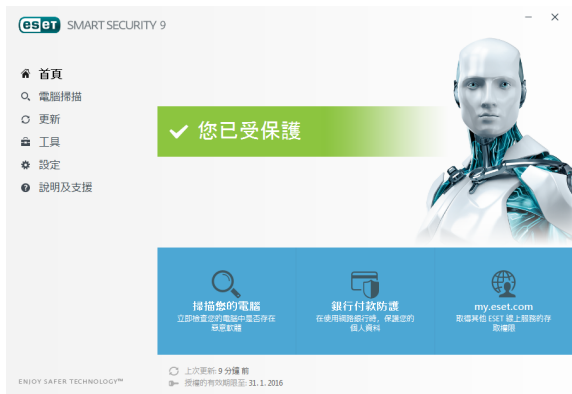 eset SMART SECURITY 9
首頁
電腦掃描
更新
工具
設定
說明及支援
您已受保護
掃描您的電腦
立即檢查您的電腦中是否存在
惡意軟體
銀行付款防護
在使用網路銀行時，保護您的
個人資料
my.eset.com
取得其他 ESET 線上服務的存
取權限
上次更新: 9 分鐘 前
授權的有效期限至: 31. 1. 2016
ENJOY SAFER TECHNOLOGY™